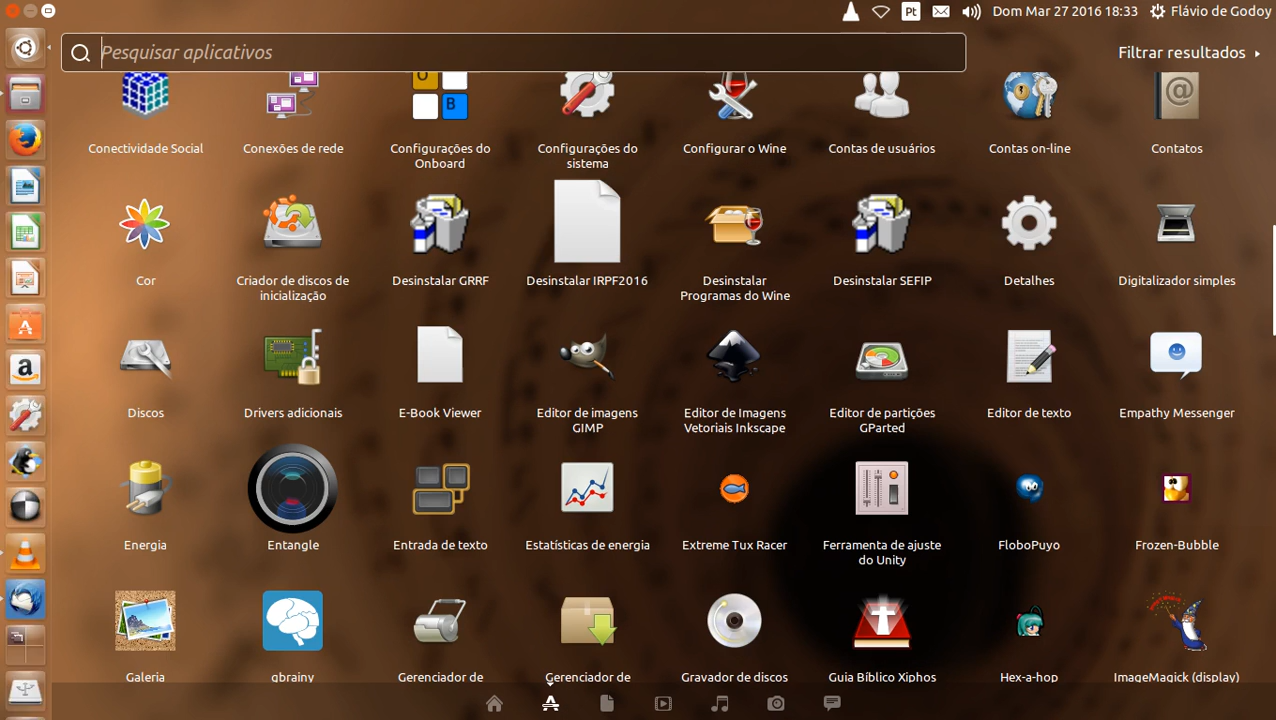 Pt
Dom Mar 27 2016 18:33
Flávio de Godoy
Pesquisar aplicativos
Filtrar resultados
O
B
@
Conectividade Social
Conexões de rede
Configurações do
Onboard
Configurações do
sistema
Configurar o Wine
Contas de usuários
Contas on-line
Contatos
Cor
Criador de discos de
inicialização
Desinstalar GRRF
Desinstalar IRPF2016
Desinstalar
Programas do Wine
Desinstalar SEFIP
Detalhes
Digitalizador simples
Discos
Drivers adicionais
E-Book Viewer
Editor de imagens
GIMP
Editor de Imagens
Vetoriais Inkscape
Editor de partições
GParted
Editor de texto
Empathy Messenger
Energia
Entangle
Entrada de texto
Estatísticas de energia
Extreme Tux Racer
Ferramenta de ajuste
do Unity
FloboPuyo
Frozen-Bubble
Galeria
gbrainy
Gerenciador de
Gerenciador de
Gravador de discos
Guia Bíblico Xiphos
Hex-a-hop
ImageMagick (display)
a